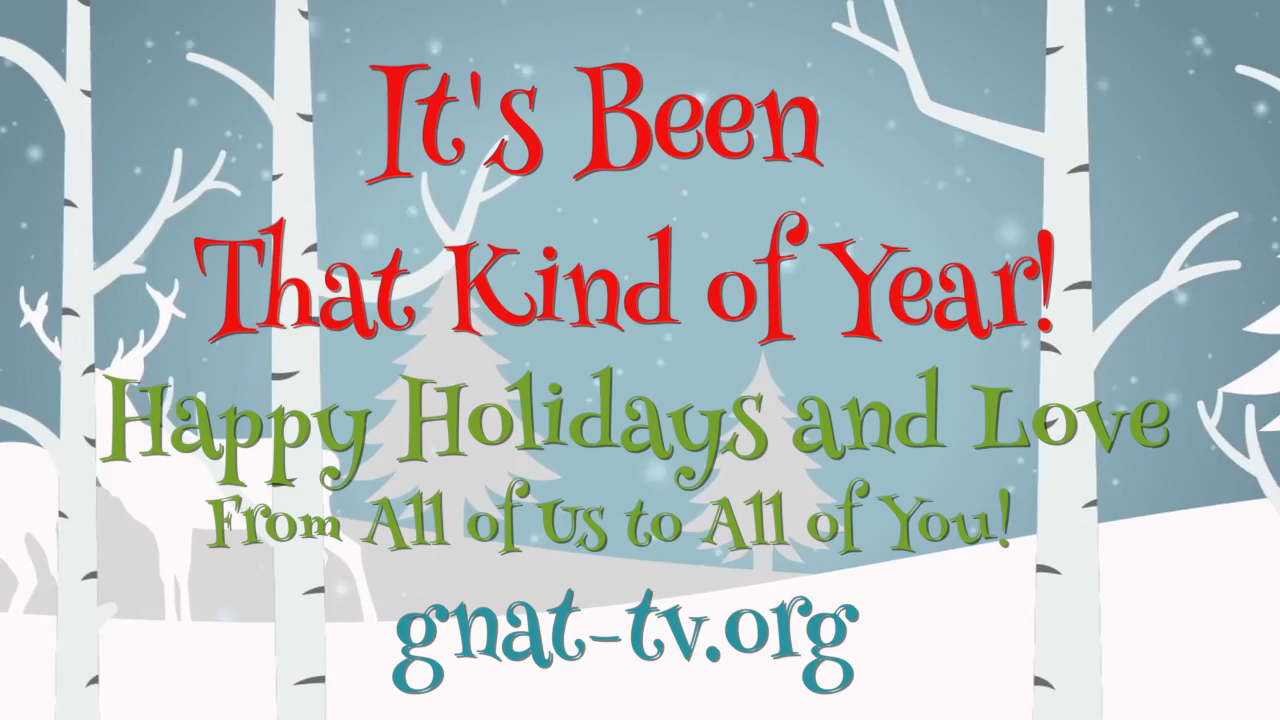 It's Been
That Kind of Year!
Happy Holidays and Love
From All of Us to All of You!
gnat-tv.org